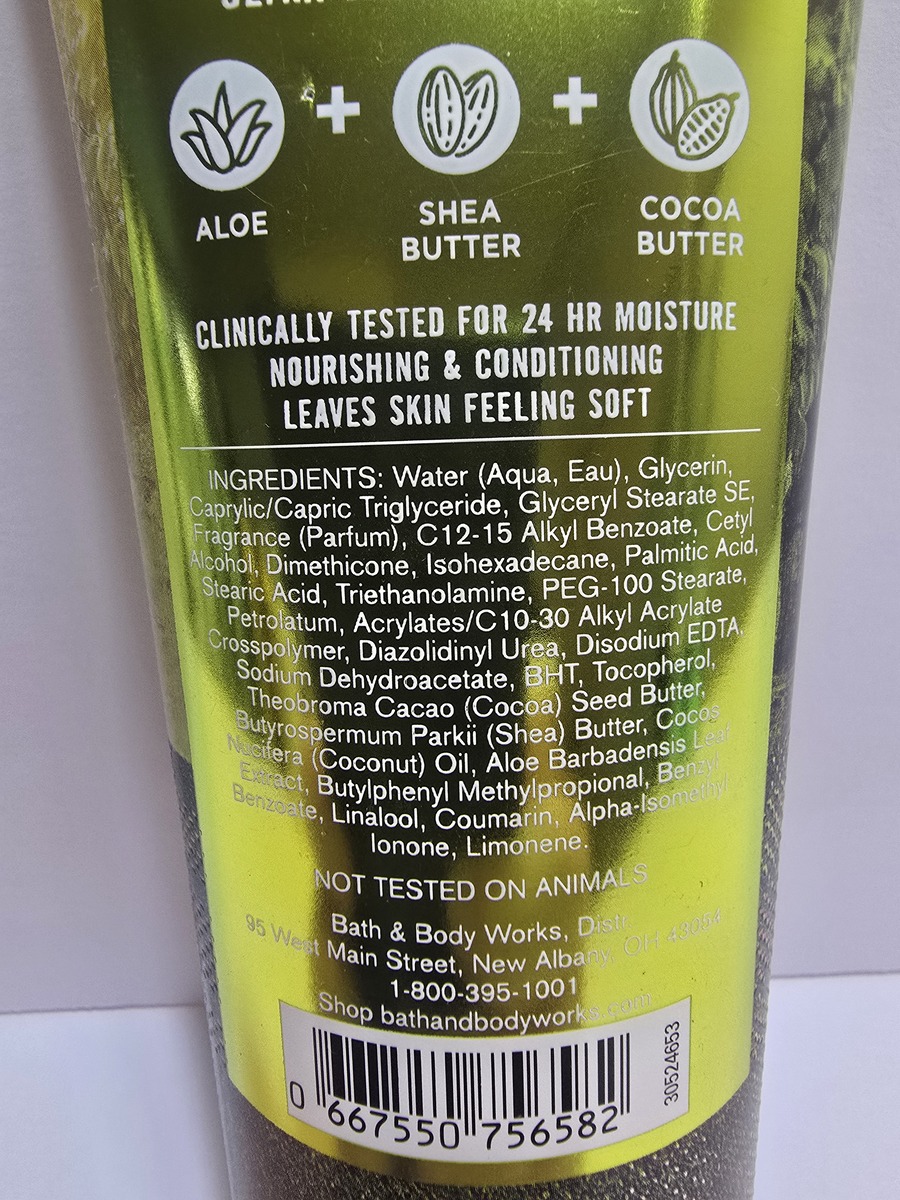 ALOE
+
SHEA
BUTTER
+
COCOA
BUTTER
CLINICALLY TESTED FOR 24 HR MOISTURE
NOURISHING & CONDITIONING
LEAVES SKIN FEELING SOFT
INGREDIENTS: Water (Aqua, Eau), Glycerin,
Caprylic/Capric Triglyceride, Glyceryl Stearate SE,
Fragrance (Parfum), C12-15 Alkyl Benzoate, Cetyl
Alcohol, Dimethicone, Isohexadecane, Palmitic Acid,
Stearic Acid, Triethanolamine, PEG-100 Stearate,
Petrolatum, Acrylates/C10-30 Alkyl Acrylate
Crosspolymer, Diazolidinyl Urea, Disodium EDTA,
Sodium Dehydroacetate, BHT, Tocopherol,
Theobroma Cacao (Cocoa) Seed Butter,
Butyrospermum Parkii (Shea) Butter, Cocos
Nucifera (Coconut) Oil, Aloe Barbadensis Leaf
Extract, Butylphenyl Methylpropional, Benzyl
Benzoate, Linalool, Coumarin, Alpha-Isomethyl
Ionone, Limonene.
NOT TESTED ON ANIMALS
Bath & Body Works, Distr.
95 West Main Street, New Albany, OH 43054
1-800-395-1001
Shop bathandbodyworks.com
30524653
0 667550 756582